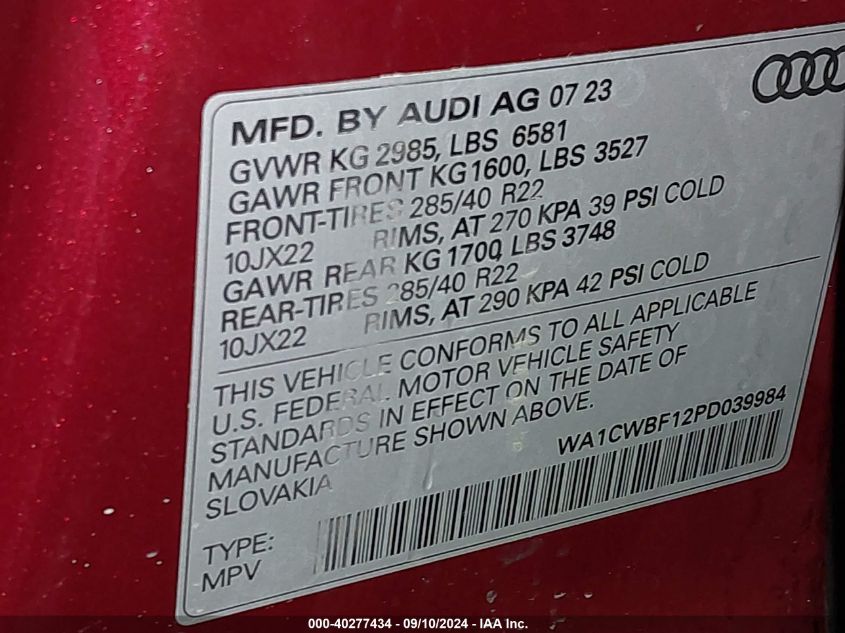 MFD. BY AUDI AG 07 23
GVWR KG 2985, LBS 6581
GAWR FRONT KG1600, LBS 3527
FRONT-TIRES 285/40 R22
10JX22 RIMS, AT 270 KPA 39 PSI COLD
GAWR REAR KG 1700, LBS 3748
REAR-TIRES 285/40 R22
10JX22 RIMS, AT 290 KPA 42 PSI COLD
THIS VEHICLE CONFORMS TO ALL APPLICABLE
U.S. FEDERAL MOTOR VEHICLE SAFETY
STANDARDS IN EFFECT ON THE DATE OF
MANUFACTURE SHOWN ABOVE.
SLOVAKIA WA1CWBF12PD039984
TYPE:
MPV
000-40277434 - 09/10/2024 - IAA Inc.